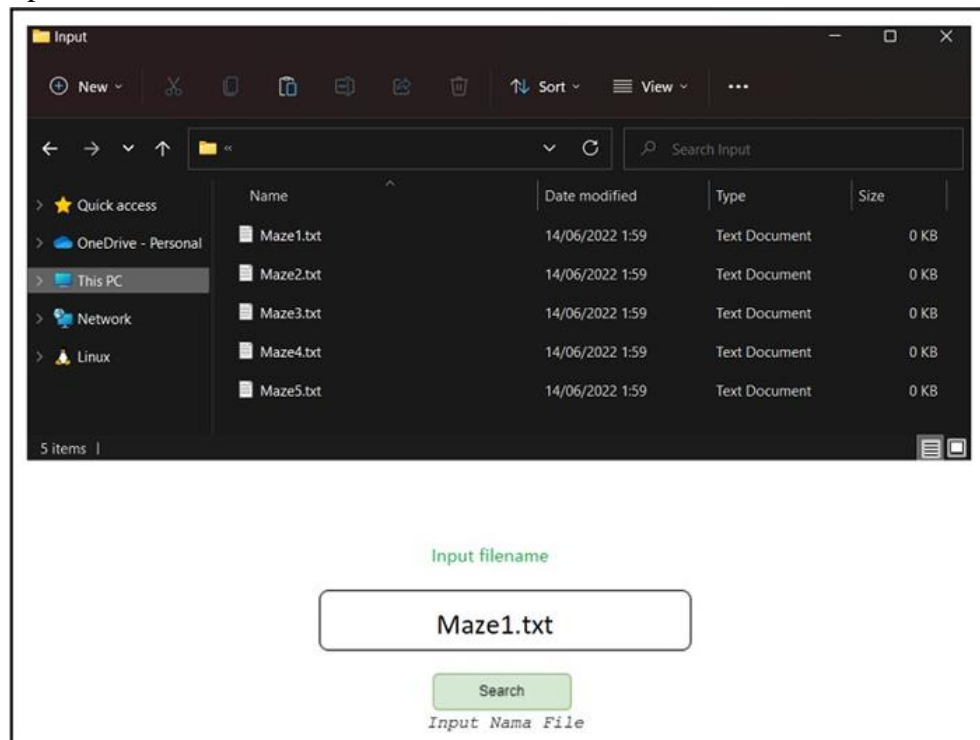 Input
New
Sort
View
«
Search Input
Name Date modified Type Size
Quick access
OneDrive - Personal
This PC
Network
Linux
Maze1.txt 14/06/2022 1:59 Text Document 0 KB
Maze2.txt 14/06/2022 1:59 Text Document 0 KB
Maze3.txt 14/06/2022 1:59 Text Document 0 KB
Maze4.txt 14/06/2022 1:59 Text Document 0 KB
Maze5.txt 14/06/2022 1:59 Text Document 0 KB
5 items
Input filename
Maze1.txt
Search
Input Nama File